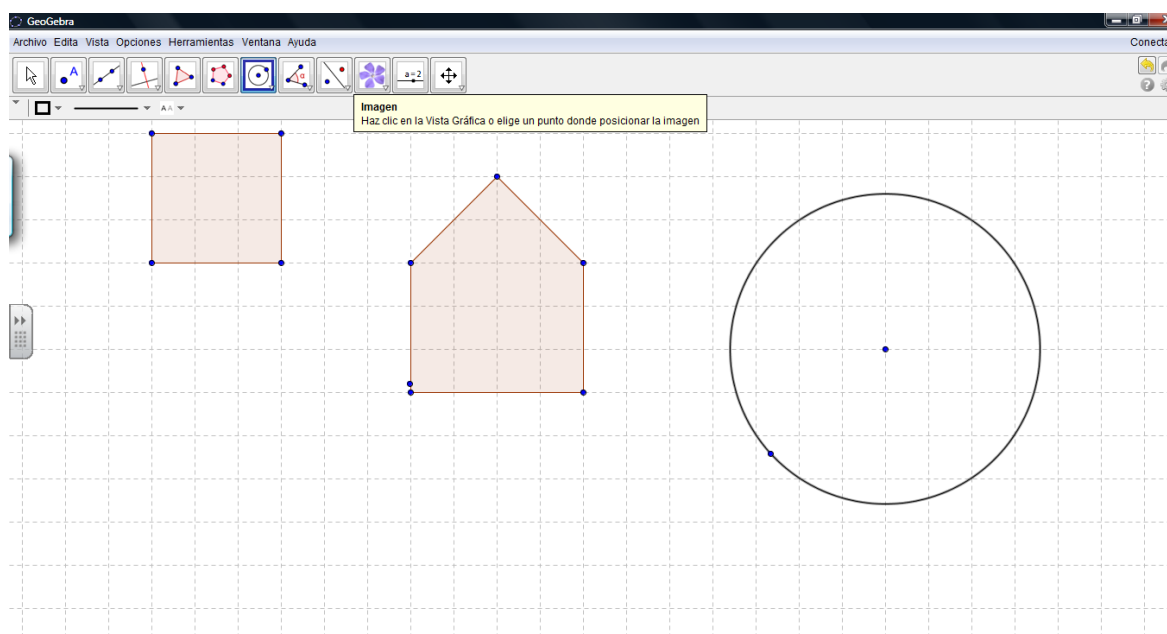 GeoGebra
Archivo Edita Vista Opciones Herramientas Ventana Ayuda
Conecta
A
α
a=2
A A
Imagen
Haz clic en la Vista Gráfica o elige un punto donde posicionar la imagen